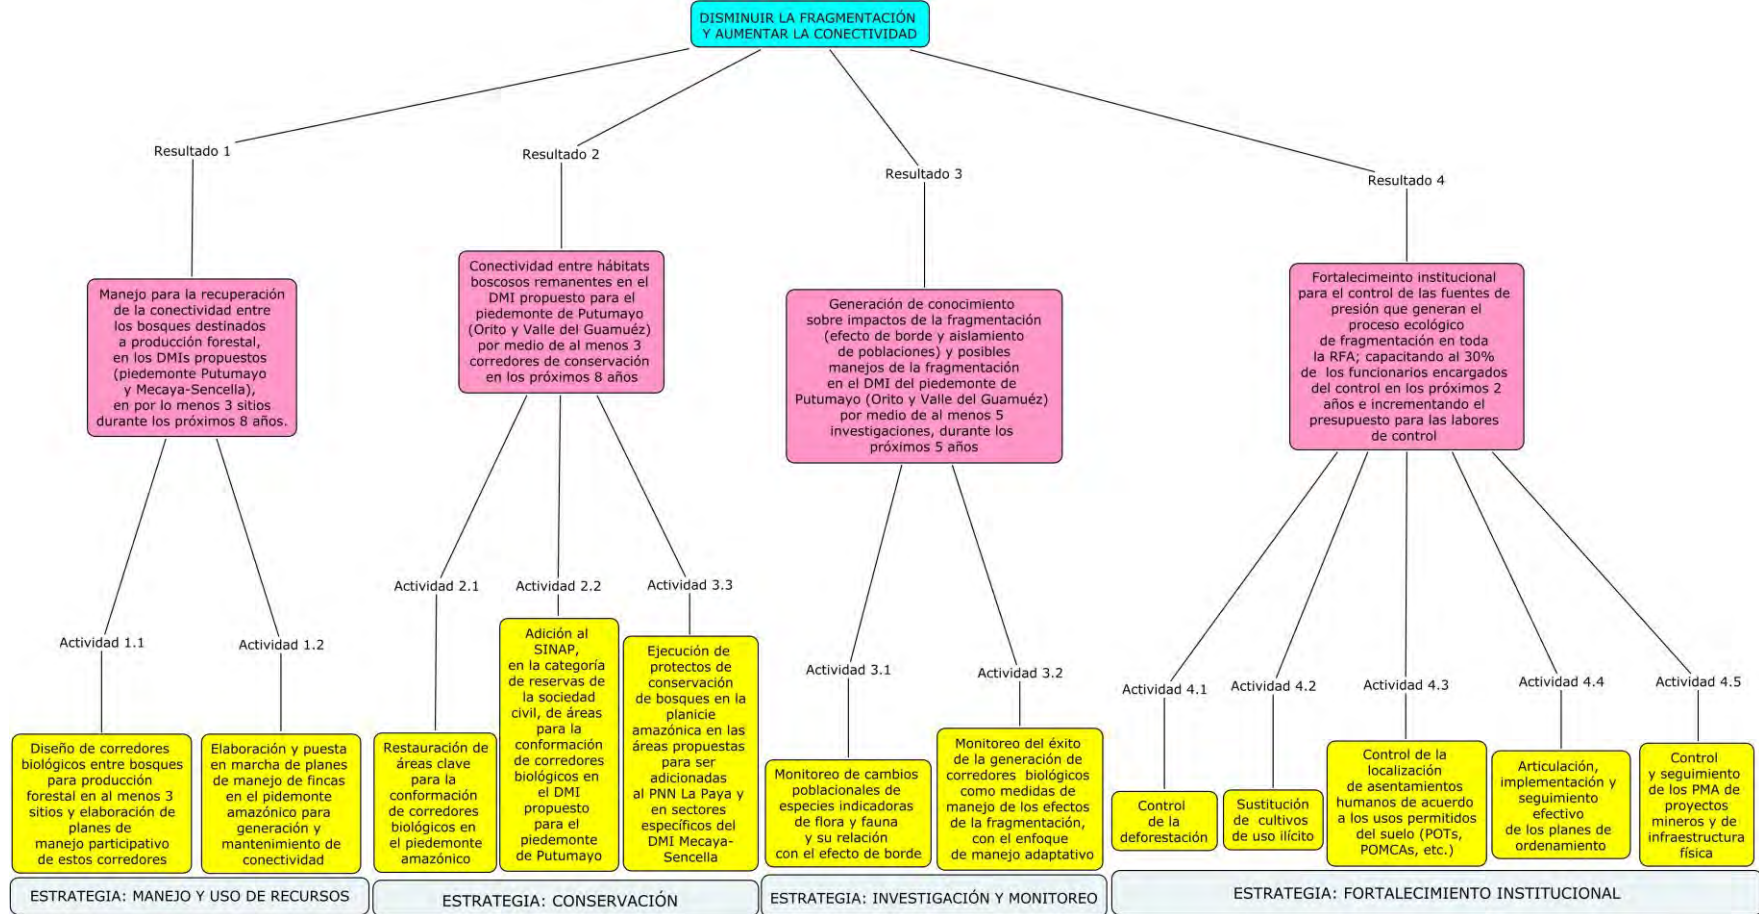 DISMINUIR LA FRAGMENTACIÓN
Y AUMENTAR LA CONECTIVIDAD
Resultado 1
Manejo para la recuperación
de la conectividad entre
los bosques destinados
a producción forestal,
en los DMIs propuestos
(piedemonte Putumayo
y Mecaya-Sencella),
en por lo menos 3 sitios
durante los próximos 8 años.
Resultado 2
Conectividad entre hábitats
boscosos remanentes en el
DMI propuesto para el
piedemonte de Putumayo
(Orito y Valle del Guamuéz)
por medio de al menos 3
corredores de conservación
en los próximos 8 años
Resultado 3
Generación de conocimiento
sobre impactos de la fragmentación
(efecto de borde y aislamiento
de poblaciones) y posibles
manejos de la fragmentación
en el DMI del piedemonte de
Putumayo (Orito y Valle del Guamuéz)
por medio de al menos 5
investigaciones, durante los
próximos 5 años
Resultado 4
Fortalecimeinto institucional
para el control de las fuentes de
presión que generan el
proceso ecológico
de fragmentación en toda
la RFA; capacitando al 30%
de los funcionarios encargados
del control en los próximos 2
años e incrementando el
presupuesto para las labores
de control
Actividad 1.1
Diseño de corredores
biológicos entre bosques
para producción
forestal en al menos 3
sitios y elaboración de
planes de
manejo participativo
de estos corredores
Actividad 1.2
Elaboración y puesta
en marcha de planes
de manejo de fincas
en el pidemonte
amazónico para
generación y
mantenimiento de
conectividad
Actividad 2.1
Restauración de
áreas clave
para la
conformación
de corredores
biológicos en
el piedemonte
amazónico
Actividad 2.2
Adición al
SINAP,
en la categoría
de reservas de
la sociedad
civil, de áreas
para la
conformación
de corredores
biológicos en
el DMI
propuesto
para el
piedemonte
de Putumayo
Actividad 3.3
Ejecución de
protectos de
conservación
de bosques en la
planicie
amazónica en las
áreas propuestas
para ser
adicionadas
al PNN La Paya y
en sectores
específicos del
DMI Mecaya-
Sencella
Actividad 3.1
Monitoreo de cambios
poblacionales de
especies indicadoras
de flora y fauna
y su relación
con el efecto de borde
Actividad 3.2
Monitoreo del éxito
de la generación de
corredores biológicos
como medidas de
manejo de los efectos
de la fragmentación,
con el enfoque
de manejo adaptativo
Actividad 4.1
Control
de la
deforestación
Actividad 4.2
Sustitución
de cultivos
de uso ilícito
Actividad 4.3
Control de la
localización
de asentamientos
humanos de acuerdo
a los usos permitidos
del suelo (POTs,
POMCAs, etc.)
Actividad 4.4
Articulación,
implementación y
seguimiento
efectivo
de los planes de
ordenamiento
Actividad 4.5
Control
y seguimiento
de los PMA de
proyectos
mineros y de
infraestructura
física
ESTRATEGIA: MANEJO Y USO DE RECURSOS
ESTRATEGIA: CONSERVACIÓN
ESTRATEGIA: INVESTIGACIÓN Y MONITOREO
ESTRATEGIA: FORTALECIMIENTO INSTITUCIONAL